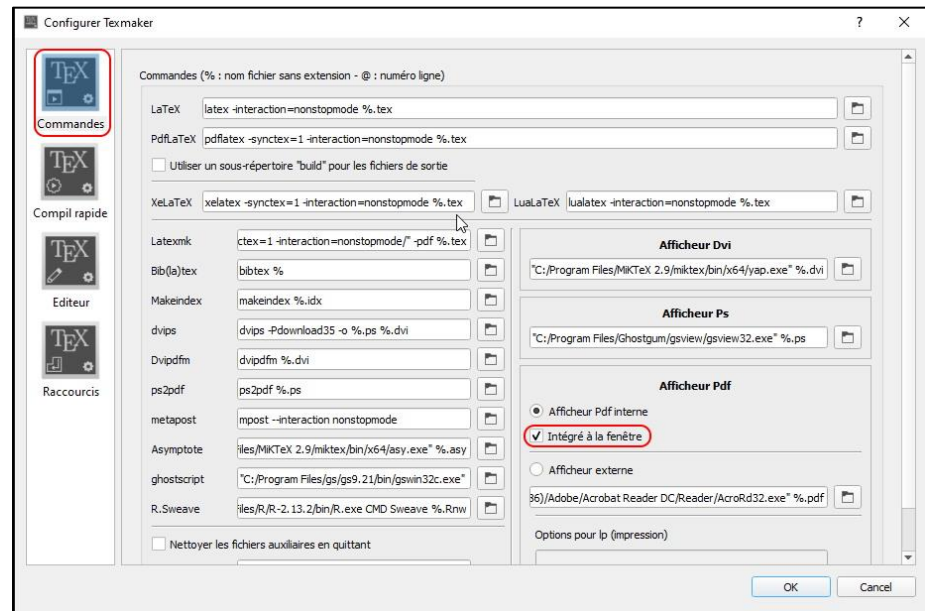 Configurer Texmaker
TEX
Commandes
TEX
Compil rapide
TEX
Editeur
TEX
Raccourcis
Commandes (% : nom fichier sans extension - @ : numéro ligne)
LaTeX latex -interaction=nonstopmode %.tex
PdfLaTeX pdflatex -synctex=1 -interaction=nonstopmode %.tex
Utiliser un sous-répertoire "build" pour les fichiers de sortie
XeLaTeX xelatex -synctex=1 -interaction=nonstopmode %.tex LuaLaTeX lualatex -interaction=nonstopmode %.tex
Latexmk ctex=1 -interaction=nonstopmode/" -pdf %.tex
Bib(la)tex bibtex %
Makeindex makeindex %.idx
dvips dvips -Pdownload35 -o %.ps %.dvi
Dvipdfm dvipdfm %.dvi
ps2pdf ps2pdf %.ps
metapost mpost --interaction nonstopmode
Asymptote iles/MiKTeX 2.9/miktex/bin/x64/asy.exe" %.asy
ghostscript "C:/Program Files/gs/gs9.21/bin/gswin32c.exe"
R.Sweave iles/R/R-2.13.2/bin/R.exe CMD Sweave %.Rnw
Nettoyer les fichiers auxiliaires en quittant
Afficheur Dvi
"C:/Program Files/MiKTeX 2.9/miktex/bin/x64/yap.exe" %.dvi
Afficheur Ps
"C:/Program Files/Ghostgum/gsview/gsview32.exe" %.ps
Afficheur Pdf
Afficheur Pdf interne
Intégré à la fenêtre
Afficheur externe
86)/Adobe/Acrobat Reader DC/Reader/AcroRd32.exe" %.pdf
Options pour lp (impression)
OK
Cancel